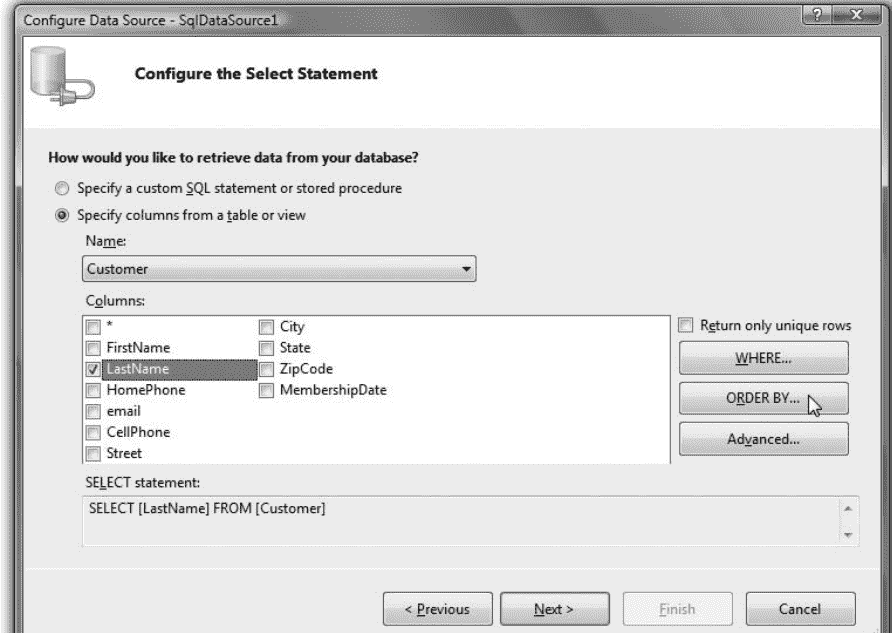 Configure Data Source - SqlDataSource1
Configure the Select Statement
How would you like to retrieve data from your database?
Specify a custom SQL statement or stored procedure
Specify columns from a table or view
Name:
Customer
Columns:
* City
FirstName State
LastName ZipCode
HomePhone MembershipDate
email
CellPhone
Street
Return only unique rows
WHERE...
ORDER BY...
Advanced...
SELECT statement:
SELECT [LastName] FROM [Customer]
< Previous Next > Finish Cancel